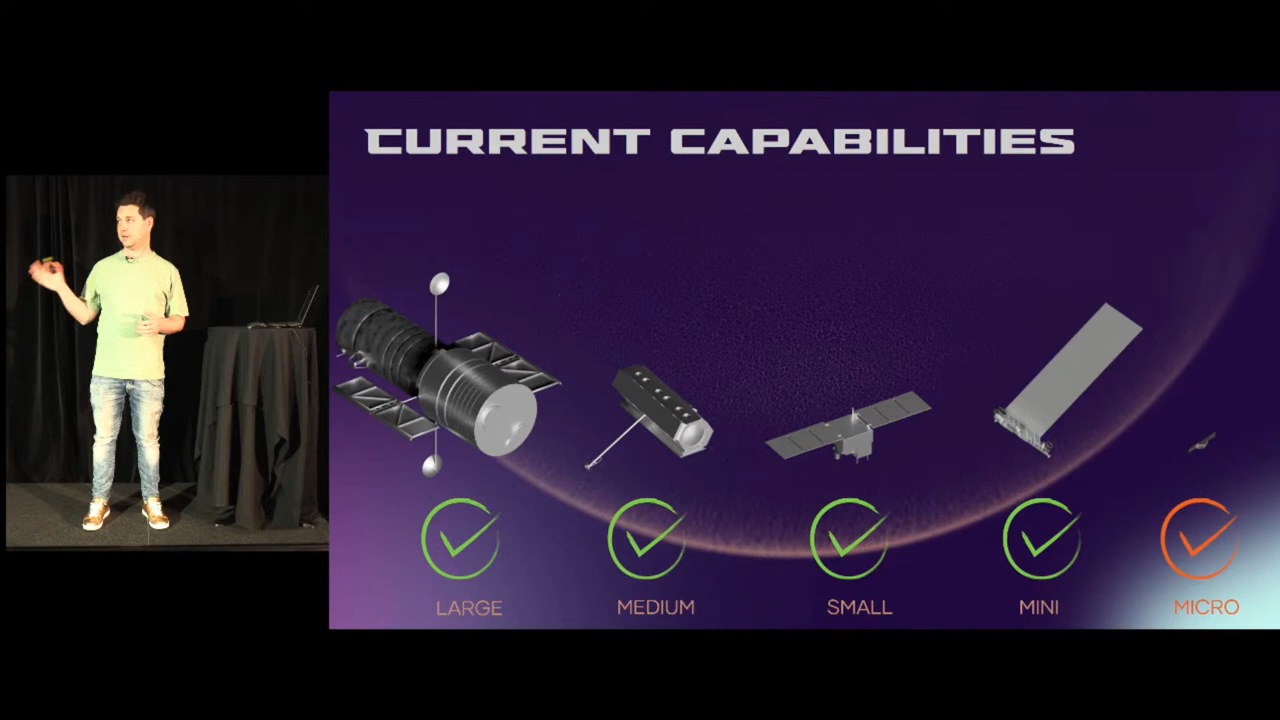 CURRENT CAPABILITIES
LARGE
MEDIUM
SMALL
MINI
MICRO